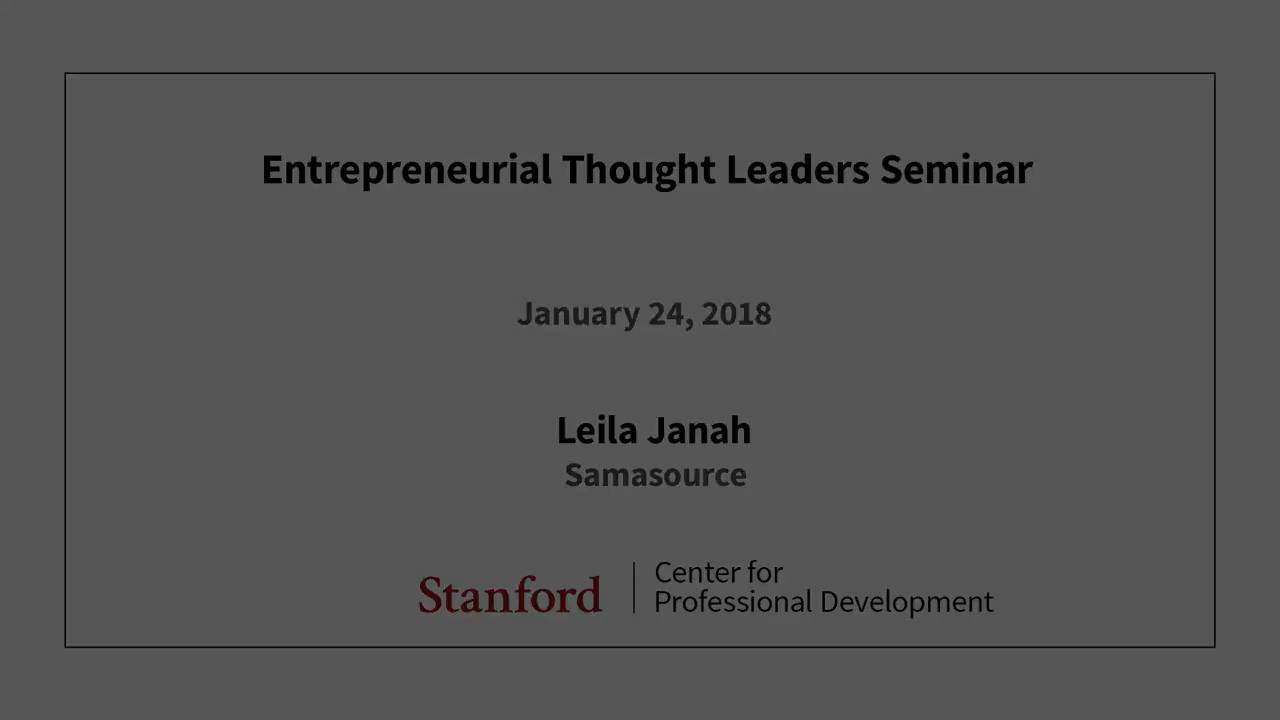 Entrepreneurial Thought Leaders Seminar
January 24, 2018
Leila Janah
Samasource
Stanford
Center for
Professional Development